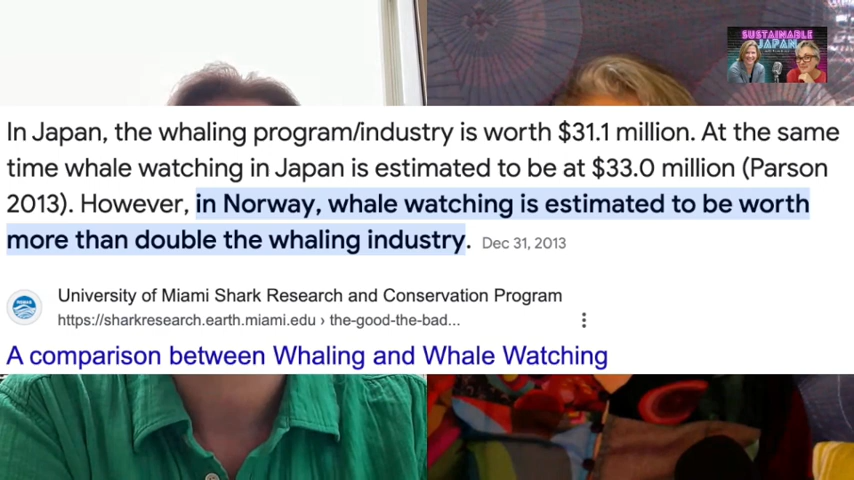 SUSTAINABLE
JAPAN
In Japan, the whaling program/industry is worth $31.1 million. At the same
time whale watching in Japan is estimated to be at $33.0 million (Parson
2013). However, in Norway, whale watching is estimated to be worth
more than double the whaling industry. Dec 31, 2013
University of Miami Shark Research and Conservation Program
https://sharkresearch.earth.miami.edu › the-good-the-bad...
A comparison between Whaling and Whale Watching